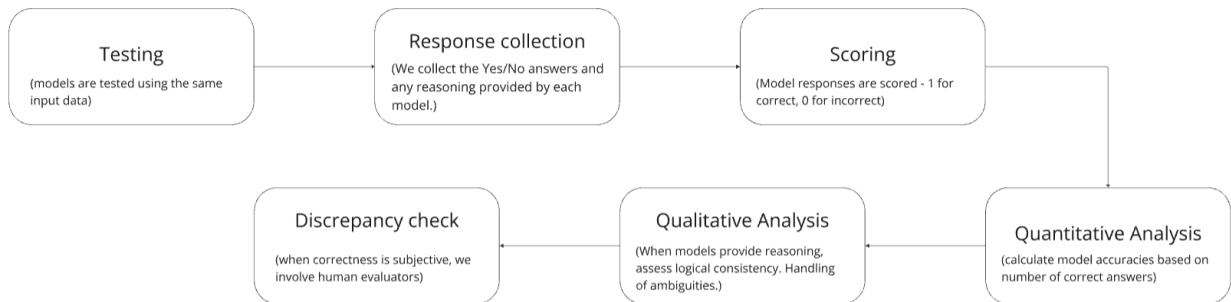 Testing
(models are tested using the same
input data)
Response collection
(We collect the Yes/No answers and
any reasoning provided by each
model.)
Scoring
(Model responses are scored - 1 for
correct, 0 for incorrect)
Quantitative Analysis
(calculate model accuracies based on
number of correct answers)
Qualitative Analysis
(When models provide reasoning,
assess logical consistency. Handling
of ambiguities.)
Discrepancy check
(when correctness is subjective, we
involve human evaluators)